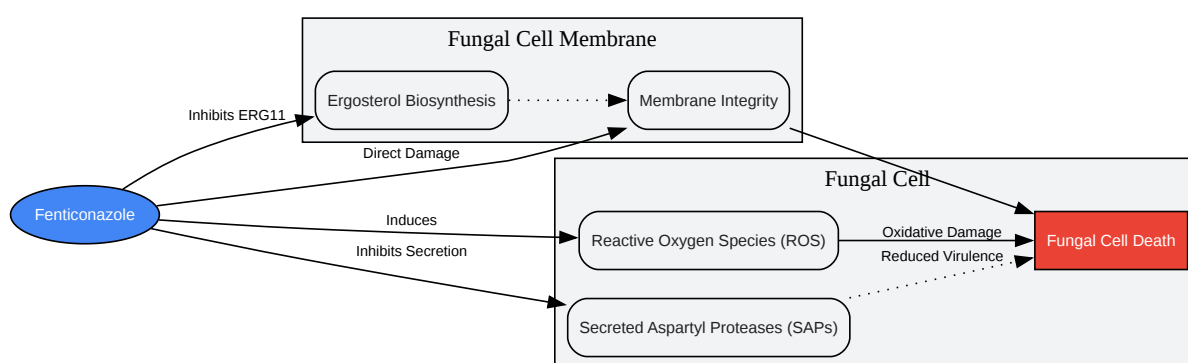 Fungal Cell Membrane
Ergosterol Biosynthesis
Membrane Integrity
Inhibits ERG11
Direct Damage
Fungal Cell
Fenticonazole
Induces
Reactive Oxygen Species (ROS)
Oxidative Damage
Fungal Cell Death
Inhibits Secretion
Reduced Virulence
Secreted Aspartyl Proteases (SAPs)